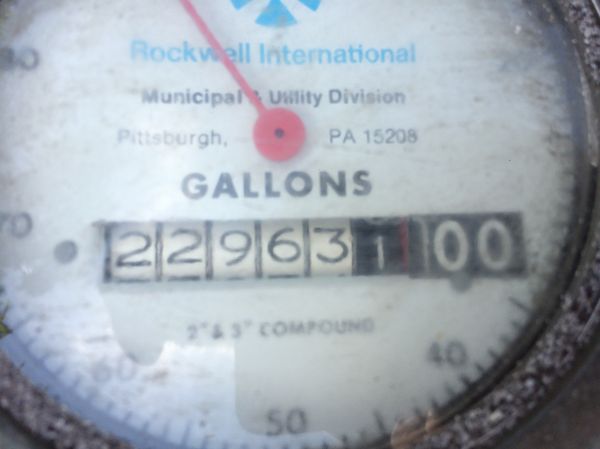 Rockwell International
Municipal & Utility Division
Pittsburgh, PA 15208
GALLONS
70 22963100
2" & 3" COMPOUND
60 40
50